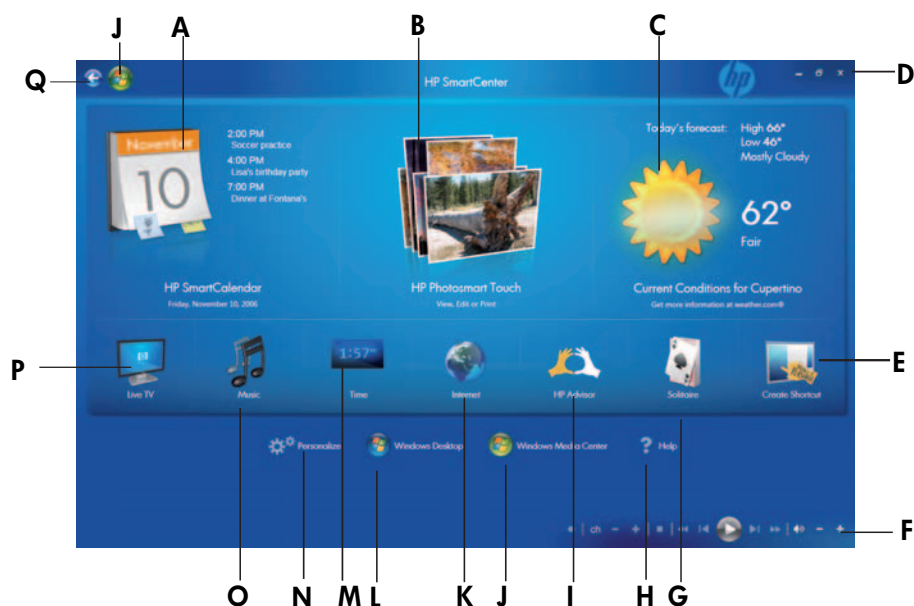 J
A
B
C
Q
HP SmartCenter
hp
D
November
10
2:00 PM
Soccer practice
4:00 PM
Lisa's birthday party
7:00 PM
Dinner at Fontana's
Today's forecast: High 66°
Low 46°
Mostly Cloudy
62°
Fair
HP SmartCalendar
Friday, November 10, 2006
HP Photosmart Touch
View, Edit or Print
Current Conditions for Cupertino
Get more information at weather.com®
P
1:57
E
Live TV
Music
Time
Internet
HP Advisor
Solitaire
Create Shortcut
Personalize
Windows Desktop
Windows Media Center
? Help
ch - +
- +
F
O
N
M
L
K
J
I
H
G